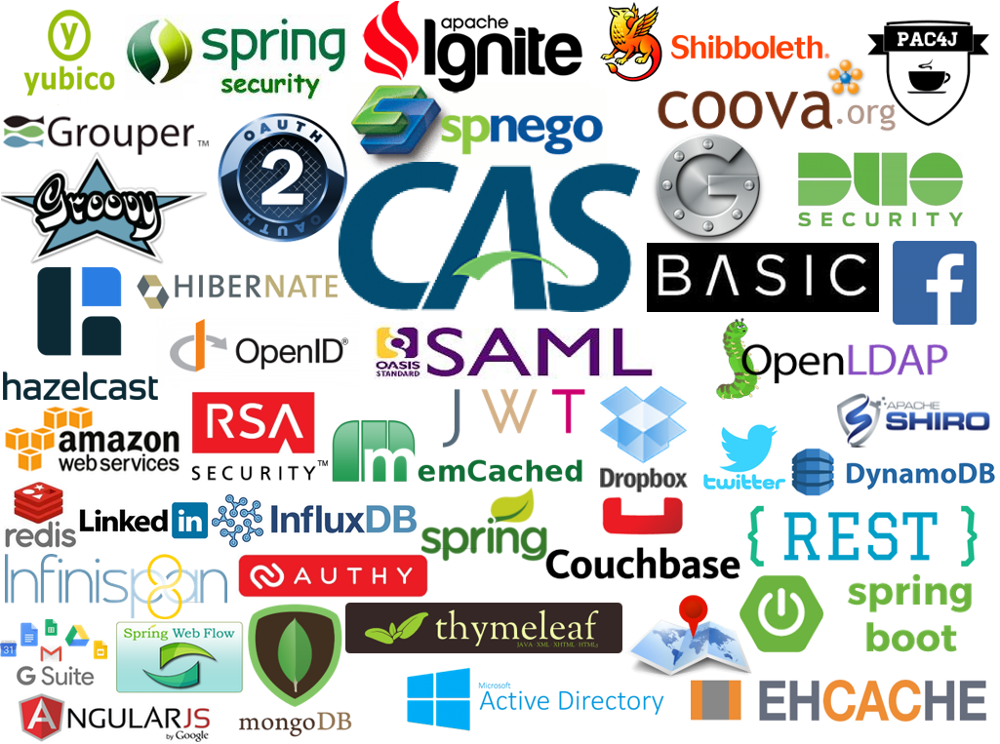 y
yubico
spring
security
apache
Ignite
Shibboleth.
PAC4J
coova.org
Grouper™
OAUTH
2
OAUTH
spnego
Groovy
CAS
G
DUO
SECURITY
HIBERNATE
BASIC
f
hazelcast
OpenID®
OASIS
STANDARD
SAML
OpenLDAP
amazon
web services
RSA
SECURITY™
JWT
memCached
Dropbox
twitter
APACHE
SHIRO
DynamoDB
redis
Linked in
InfluxDB
spring
Couchbase
{ REST }
Infinispan
AUTHY
spring
boot
31
G Suite
Spring Web Flow
thymeleaf
JAVA XML XHTML HTML5
ANGULARJS
by Google
mongoDB
Microsoft
Active Directory
EHCACHE